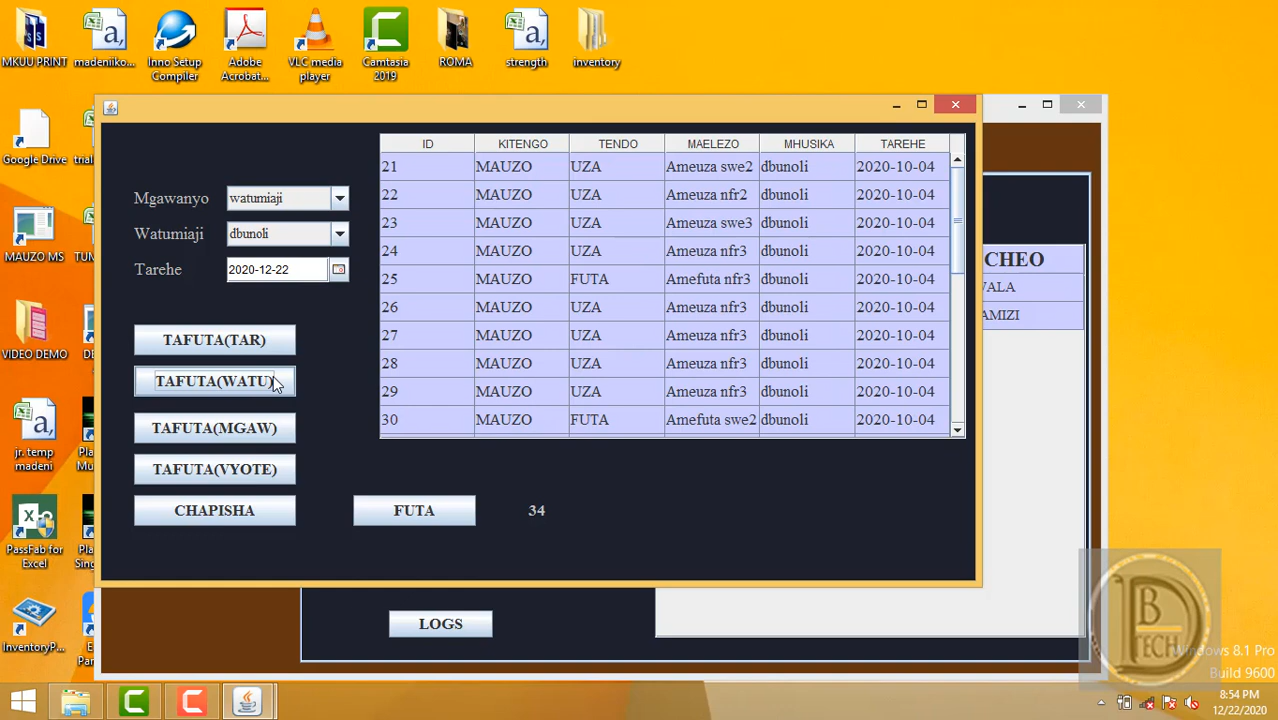 MKUU PRINT
madeniiko...
Inno Setup
Compiler
Adobe
Acrobat...
VLC media
player
Camtasia
2019
ROMA
strength
inventory
Google Drive
trial
MAUZO MS
VIDEO DEMO
jr. temp
madeni
PassFab for
Excel
InventoryP...
Mgawanyo
watumiaji
Watumiaji
dbunoli
Tarehe
2020-12-22
TAFUTA(TAR)
TAFUTA(WATU)
TAFUTA(MGAW)
TAFUTA(VYOTE)
CHAPISHA
FUTA
34
ID KITENGO TENDO MAELEZO MHUSIKA TAREHE
21 MAUZO UZA Ameuza swe2 dbunoli 2020-10-04
22 MAUZO UZA Ameuza nfr2 dbunoli 2020-10-04
23 MAUZO UZA Ameuza swe3 dbunoli 2020-10-04
24 MAUZO UZA Ameuza nfr3 dbunoli 2020-10-04
25 MAUZO FUTA Amefuta nfr3 dbunoli 2020-10-04
26 MAUZO UZA Ameuza nfr3 dbunoli 2020-10-04
27 MAUZO UZA Ameuza nfr3 dbunoli 2020-10-04
28 MAUZO UZA Ameuza nfr3 dbunoli 2020-10-04
29 MAUZO UZA Ameuza nfr3 dbunoli 2020-10-04
30 MAUZO FUTA Amefuta swe2 dbunoli 2020-10-04
CHEO
WALA
AMIZI
LOGS
B
TECH
Windows 8.1 Pro
Build 9600
8:54 PM
12/22/2020